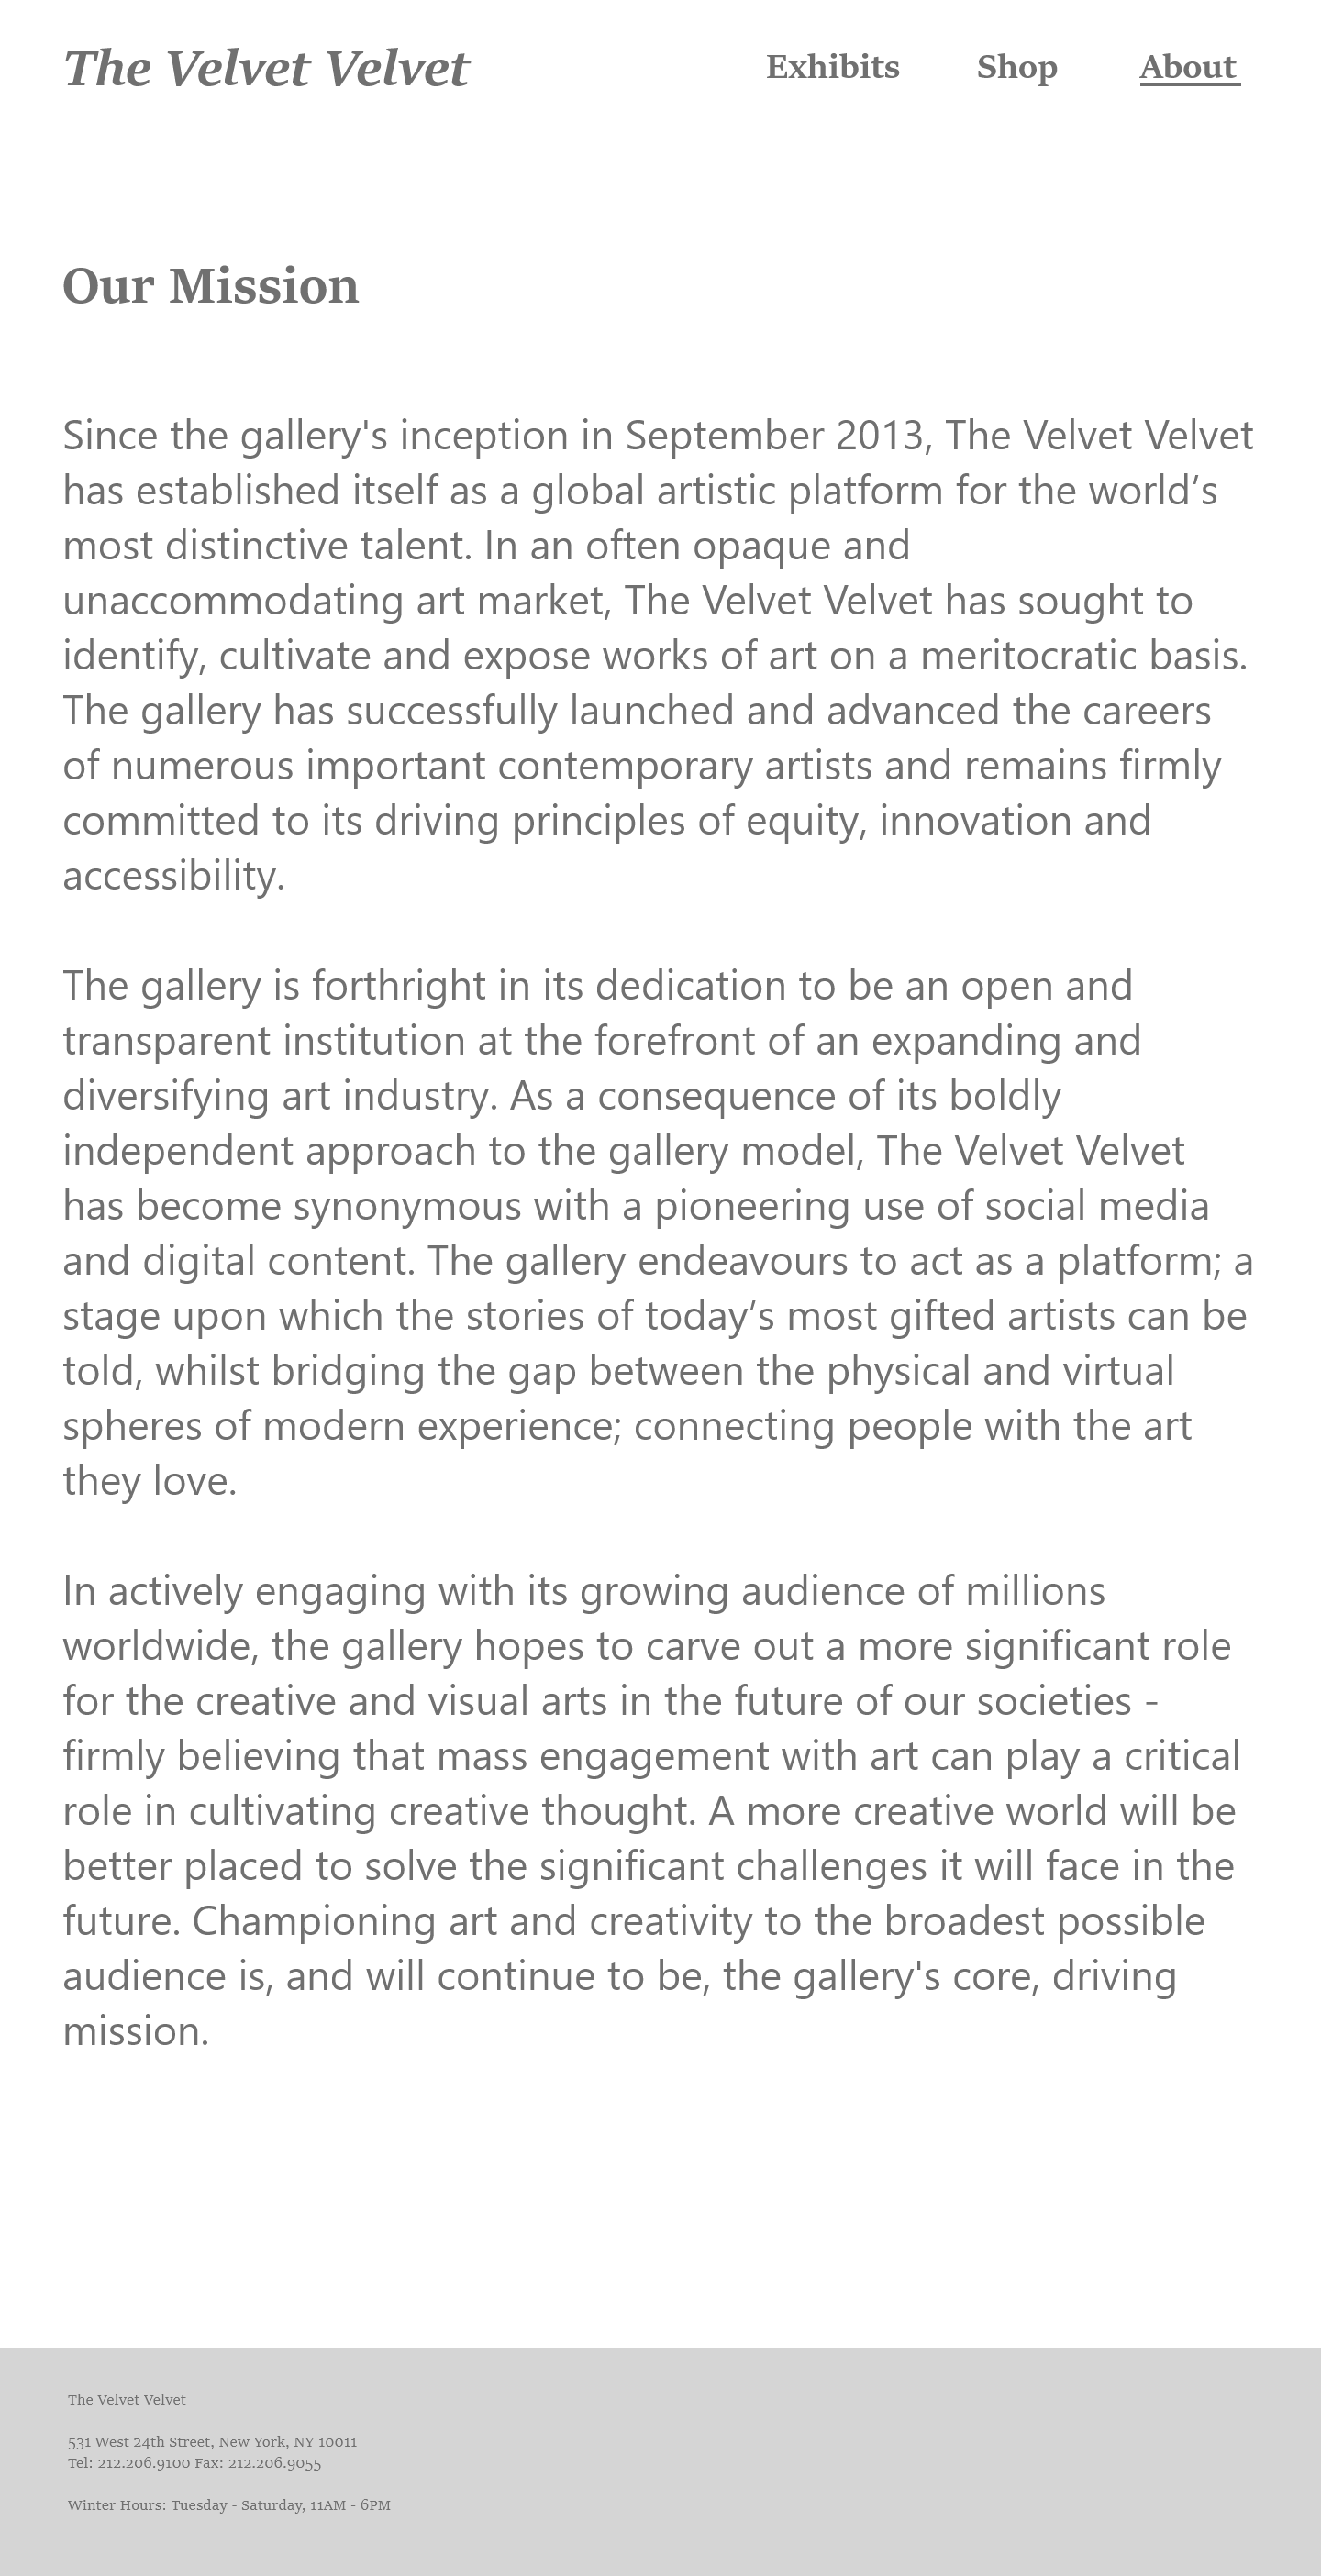 The Velvet Velvet
Exhibits
Shop
About
Our Mission
Since the gallery's inception in September 2013, The Velvet Velvet
has established itself as a global artistic platform for the world’s
most distinctive talent. In an often opaque and
unaccommodating art market, The Velvet Velvet has sought to
identify, cultivate and expose works of art on a meritocratic basis.
The gallery has successfully launched and advanced the careers
of numerous important contemporary artists and remains firmly
committed to its driving principles of equity, innovation and
accessibility.
The gallery is forthright in its dedication to be an open and
transparent institution at the forefront of an expanding and
diversifying art industry. As a consequence of its boldly
independent approach to the gallery model, The Velvet Velvet
has become synonymous with a pioneering use of social media
and digital content. The gallery endeavours to act as a platform; a
stage upon which the stories of today’s most gifted artists can be
told, whilst bridging the gap between the physical and virtual
spheres of modern experience; connecting people with the art
they love.
In actively engaging with its growing audience of millions
worldwide, the gallery hopes to carve out a more significant role
for the creative and visual arts in the future of our societies -
firmly believing that mass engagement with art can play a critical
role in cultivating creative thought. A more creative world will be
better placed to solve the significant challenges it will face in the
future. Championing art and creativity to the broadest possible
audience is, and will continue to be, the gallery's core, driving
mission.
The Velvet Velvet
531 West 24th Street, New York, NY 10011
Tel: 212.206.9100 Fax: 212.206.9055
Winter Hours: Tuesday - Saturday, 11AM - 6PM